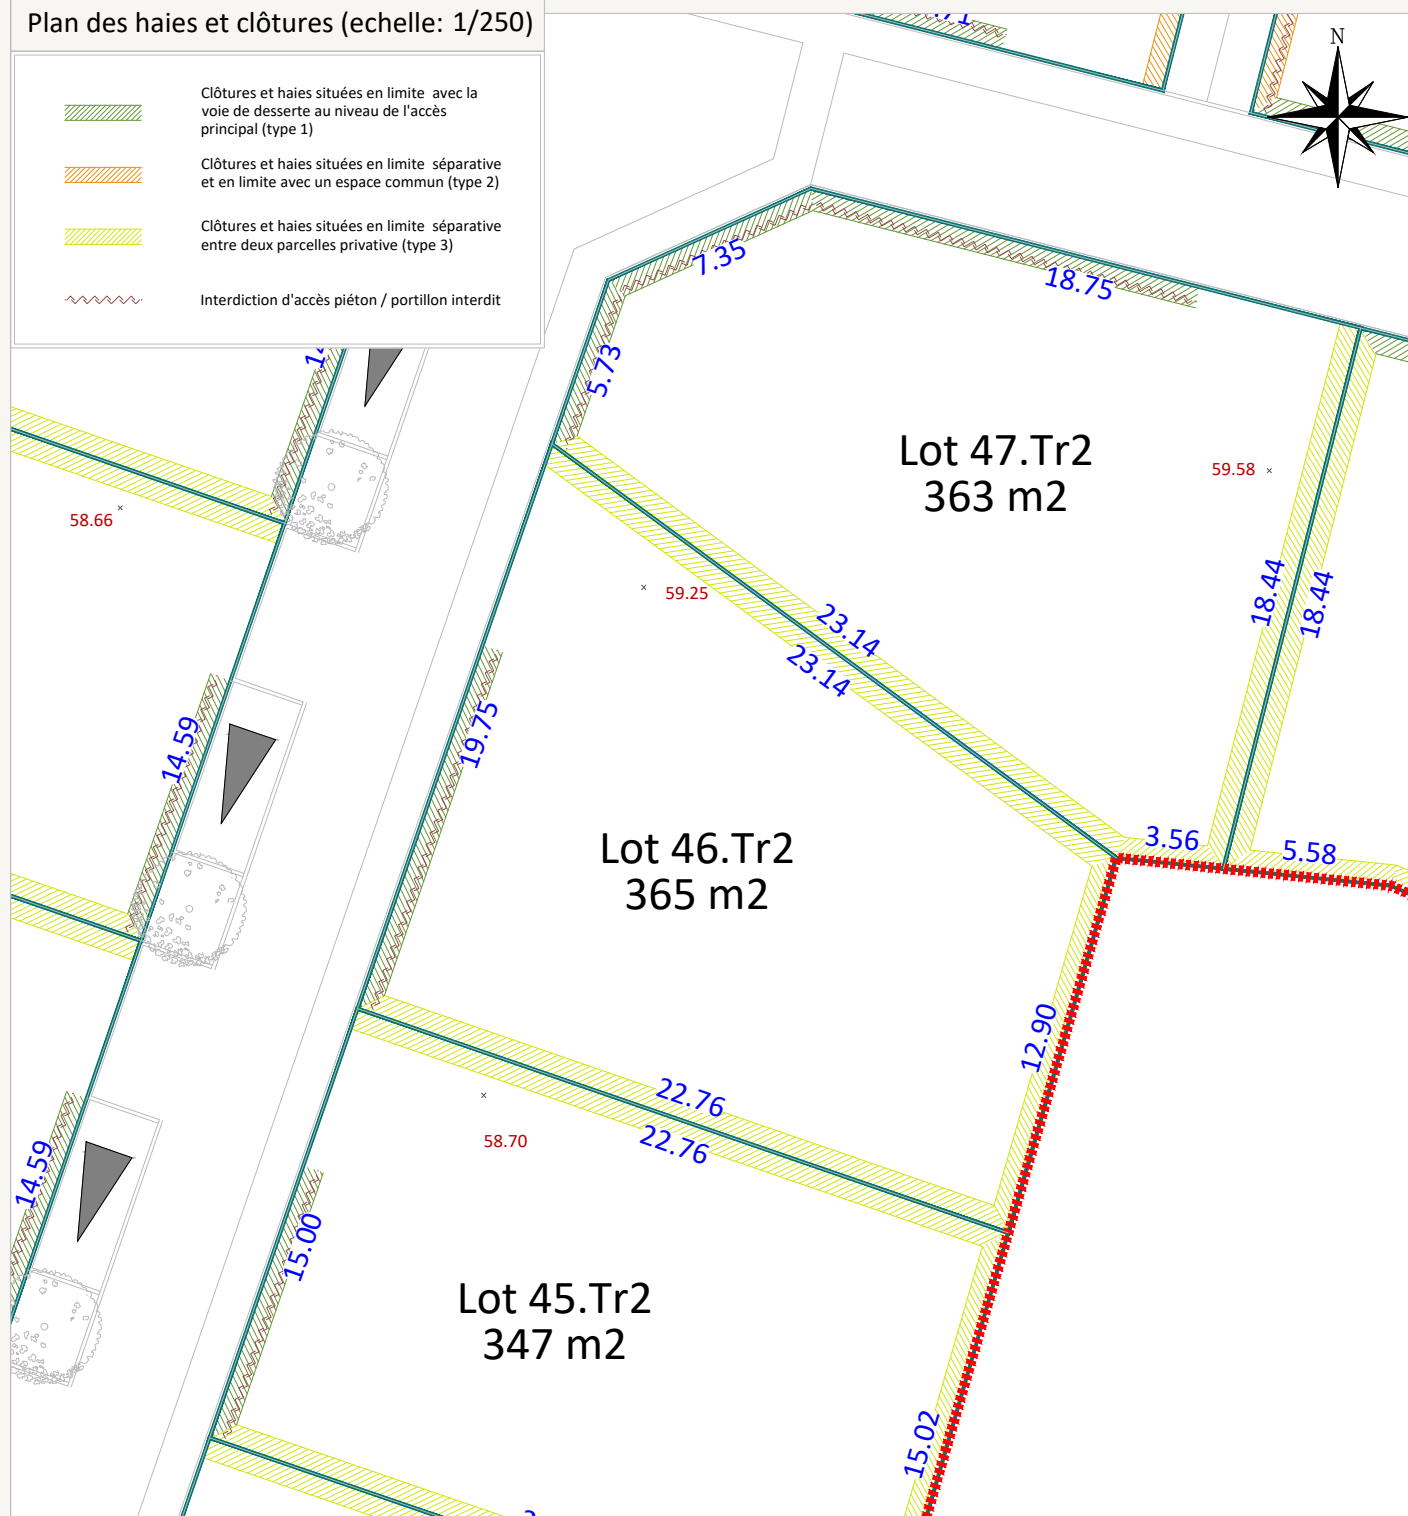 Plan des haies et clôtures (echelle: 1/250)
Clôtures et haies situées en limite avec la
voie de desserte au niveau de l'accès
principal (type 1)
Clôtures et haies situées en limite séparative
et en limite avec un espace commun (type 2)
Clôtures et haies situées en limite séparative
entre deux parcelles privative (type 3)
Interdiction d'accès piéton / portillon interdit
N
7.35
18.75
5.73
Lot 47.Tr2
363 m2
59.58
58.66
59.25
18.44
18.44
23.14
23.14
19.75
14.59
Lot 46.Tr2
365 m2
3.56
5.58
12.90
22.76
22.76
58.70
14.59
15.00
Lot 45.Tr2
347 m2
15.02